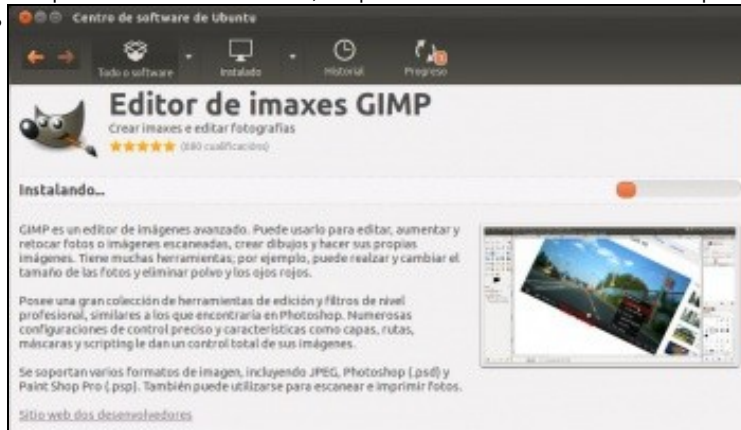 Centro de software de Ubuntu
Todo o software
Instalado
Historial
Progreso
Editor de imaxes GIMP
Crear imaxes e editar fotografías
(880 cualificacións)
Instalando...
GIMP es un editor de imágenes avanzado. Puede usarlo para editar, aumentar y
retocar fotos o imágenes escaneadas, crear dibujos y hacer sus propias
imágenes. Tiene muchas herramientas; por ejemplo, puede realzar y cambiar el
tamaño de las fotos y eliminar polvo y los ojos rojos.
Posee una gran colección de herramientas de edición y filtros de nivel
profesional, similares a los que encontraría en Photoshop. Numerosas
configuraciones de control preciso y características como capas, rutas,
máscaras y scripting le dan un control total de sus imágenes.
Se soportan varios formatos de imagen, incluyendo JPEG, Photoshop (.psd) y
Paint Shop Pro (.psp). También puede utilizarse para escanear e imprimir fotos.
Sitio web dos desenvolvedores